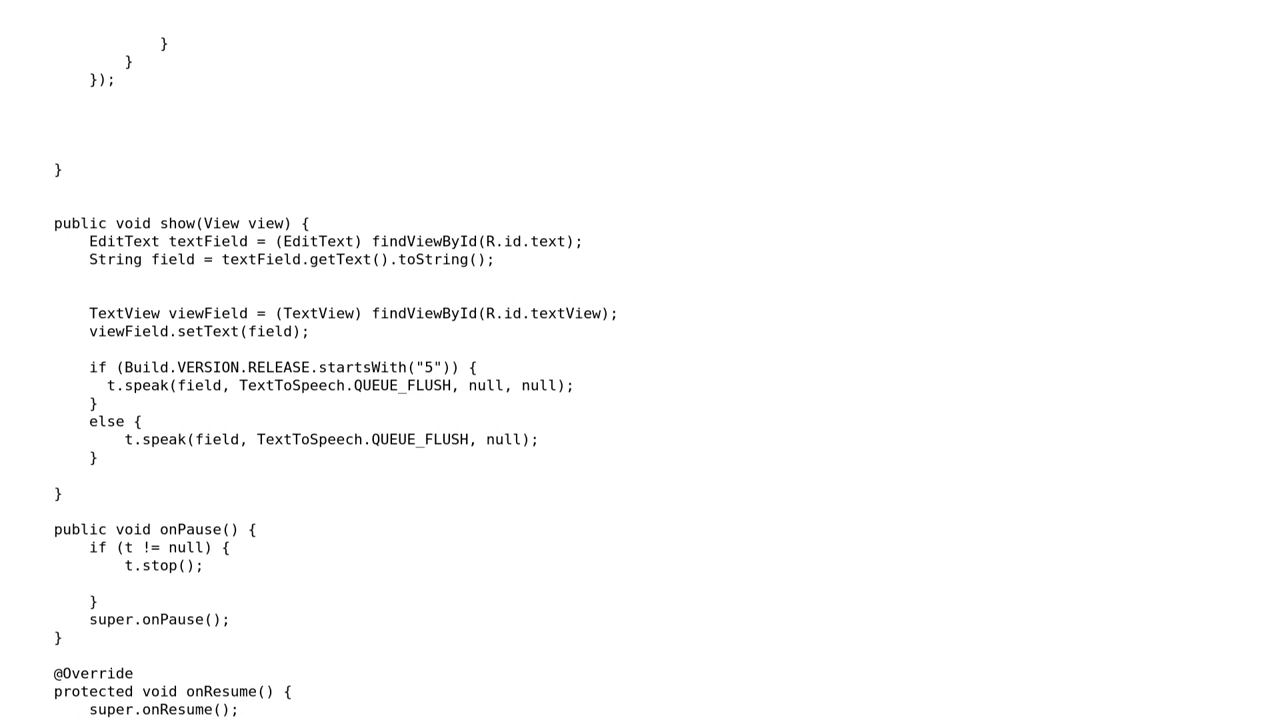 }
        }
    });
}
public void show(View view) {
    EditText textField = (EditText) findViewById(R.id.text);
    String field = textField.getText().toString();
    TextView viewField = (TextView) findViewById(R.id.textView);
    viewField.setText(field);
    if (Build.VERSION.RELEASE.startsWith("5")) {
      t.speak(field, TextToSpeech.QUEUE_FLUSH, null, null);
    }
    else {
        t.speak(field, TextToSpeech.QUEUE_FLUSH, null);
    }
}
public void onPause() {
    if (t != null) {
        t.stop();
    }
    super.onPause();
}
@Override
protected void onResume() {
    super.onResume();